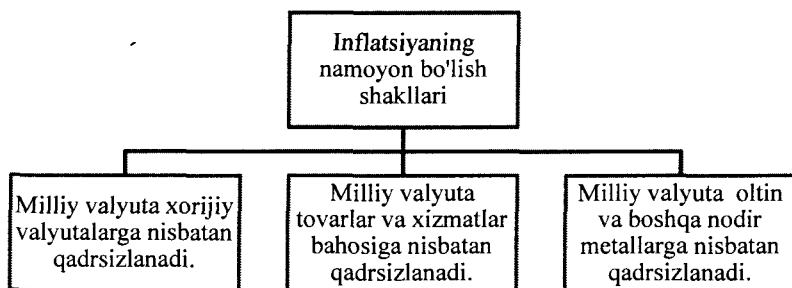 Inflatsiyaning
namoyon bo'lish
shakllari
Milliy valyuta xorijiy
valyutalarga nisbatan
qadrsizlanadi.
Milliy valyuta
tovarlar va xizmatlar
bahosiga nisbatan
qadrsizlanadi.
Milliy valyuta oltin
va boshqa nodir
metallarga nisbatan
qadrsizlanadi.